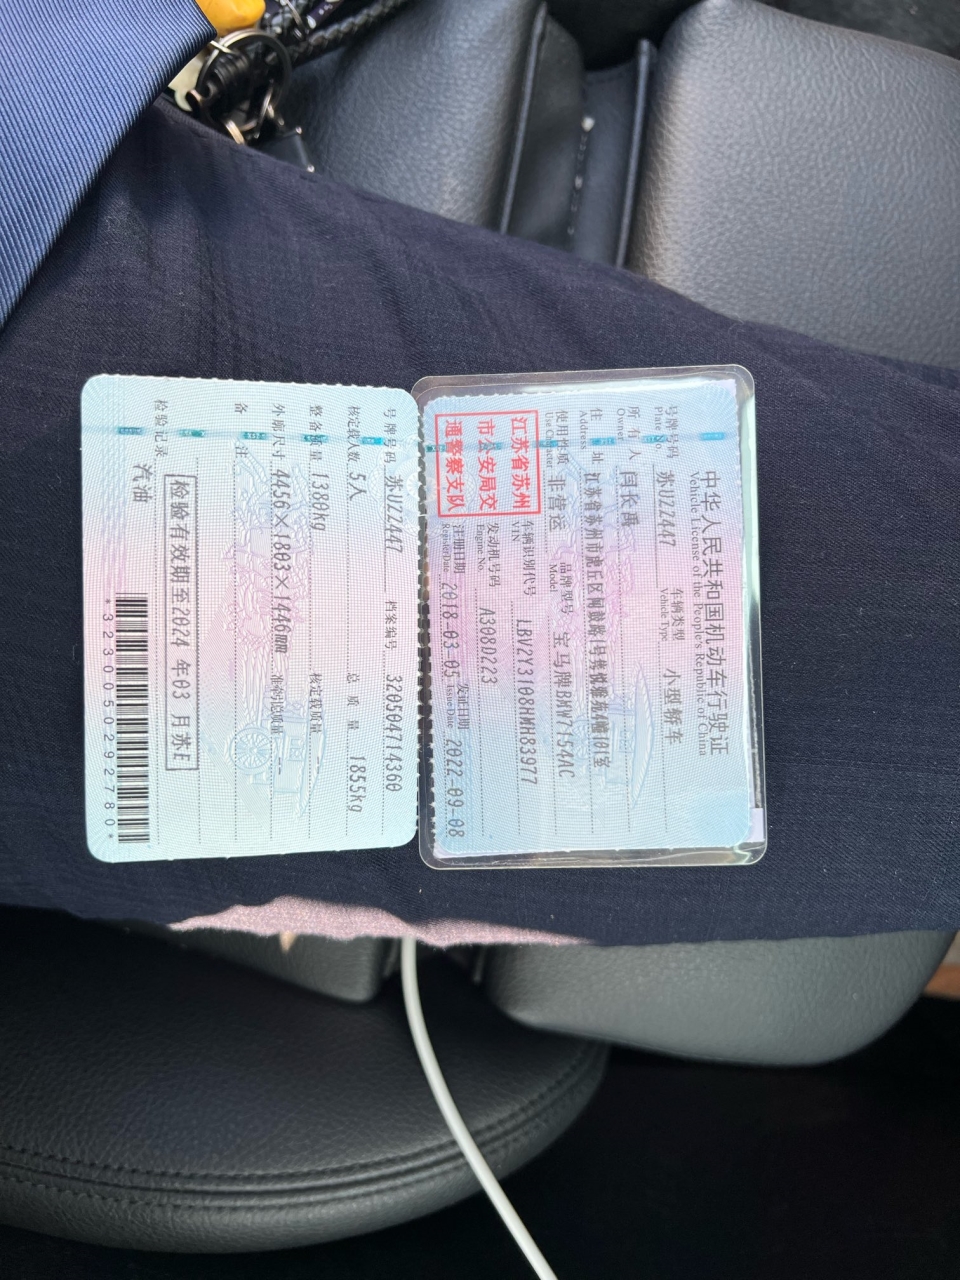 中华人民共和国机动车行驶证
Vehicle License of the People's Republic of China
号牌号码 苏UZ2447 车辆类型 小型轿车
Plate No. Vehicle Type
所有人 闫长禹
Owner
住址 江苏省苏州市虎丘区
Address
使用性质 非营运 品牌型号 宝马牌BMW7154AC
Use Character Model
江苏省苏州
市公安局交
通警察支队
车辆识别代号 LBV2Y3108HMH83977
VIN
发动机号码 A308D223
Engine No.
注册日期 2018-03-05 发证日期 2022-09-08
Register Date Issue Date
号牌号码 苏UZ2447 档案编号 320504714360
核定载人数 5人 总质量 1855kg
整备质量 1380kg 核定载质量 --
外廓尺寸 4456×1803×1446mm 准牵引总质量 --
备注
检验有效期至2024年03月苏E
检验记录
汽油
*3230050292780*